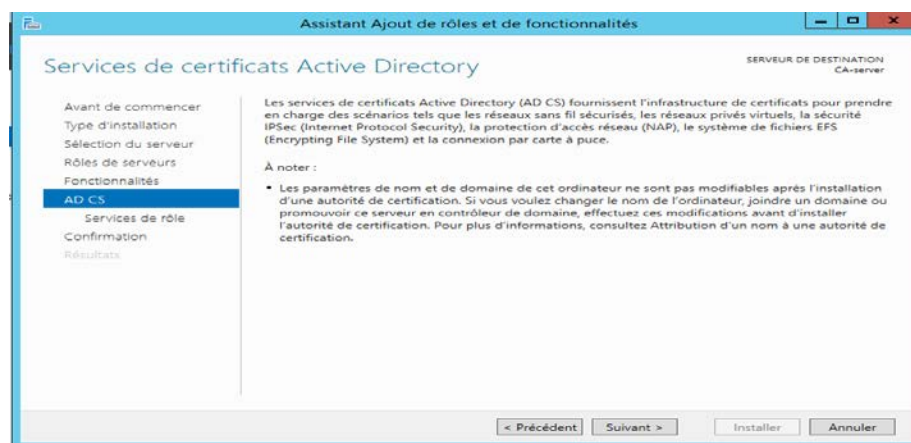 Assistant Ajout de rôles et de fonctionnalités
Services de certificats Active Directory
SERVEUR DE DESTINATION
CA-server
Avant de commencer
Type d'installation
Sélection du serveur
Rôles de serveurs
Fonctionnalités
AD CS
Services de rôle
Confirmation
Résultats
Les services de certificats Active Directory (AD CS) fournissent l'infrastructure de certificats pour prendre
en charge des scénarios tels que les réseaux sans fil sécurisés, les réseaux privés virtuels, la sécurité
IPSec (Internet Protocol Security), la protection d'accès réseau (NAP), le système de fichiers EFS
(Encrypting File System) et la connexion par carte à puce.
À noter :
• Les paramètres de nom et de domaine de cet ordinateur ne sont pas modifiables après l'installation
d'une autorité de certification. Si vous voulez changer le nom de l'ordinateur, joindre un domaine ou
promouvoir ce serveur en contrôleur de domaine, effectuez ces modifications avant d'installer
l'autorité de certification. Pour plus d'informations, consultez Attribution d'un nom à une autorité de
certification.
< Précédent
Suivant >
Installer
Annuler